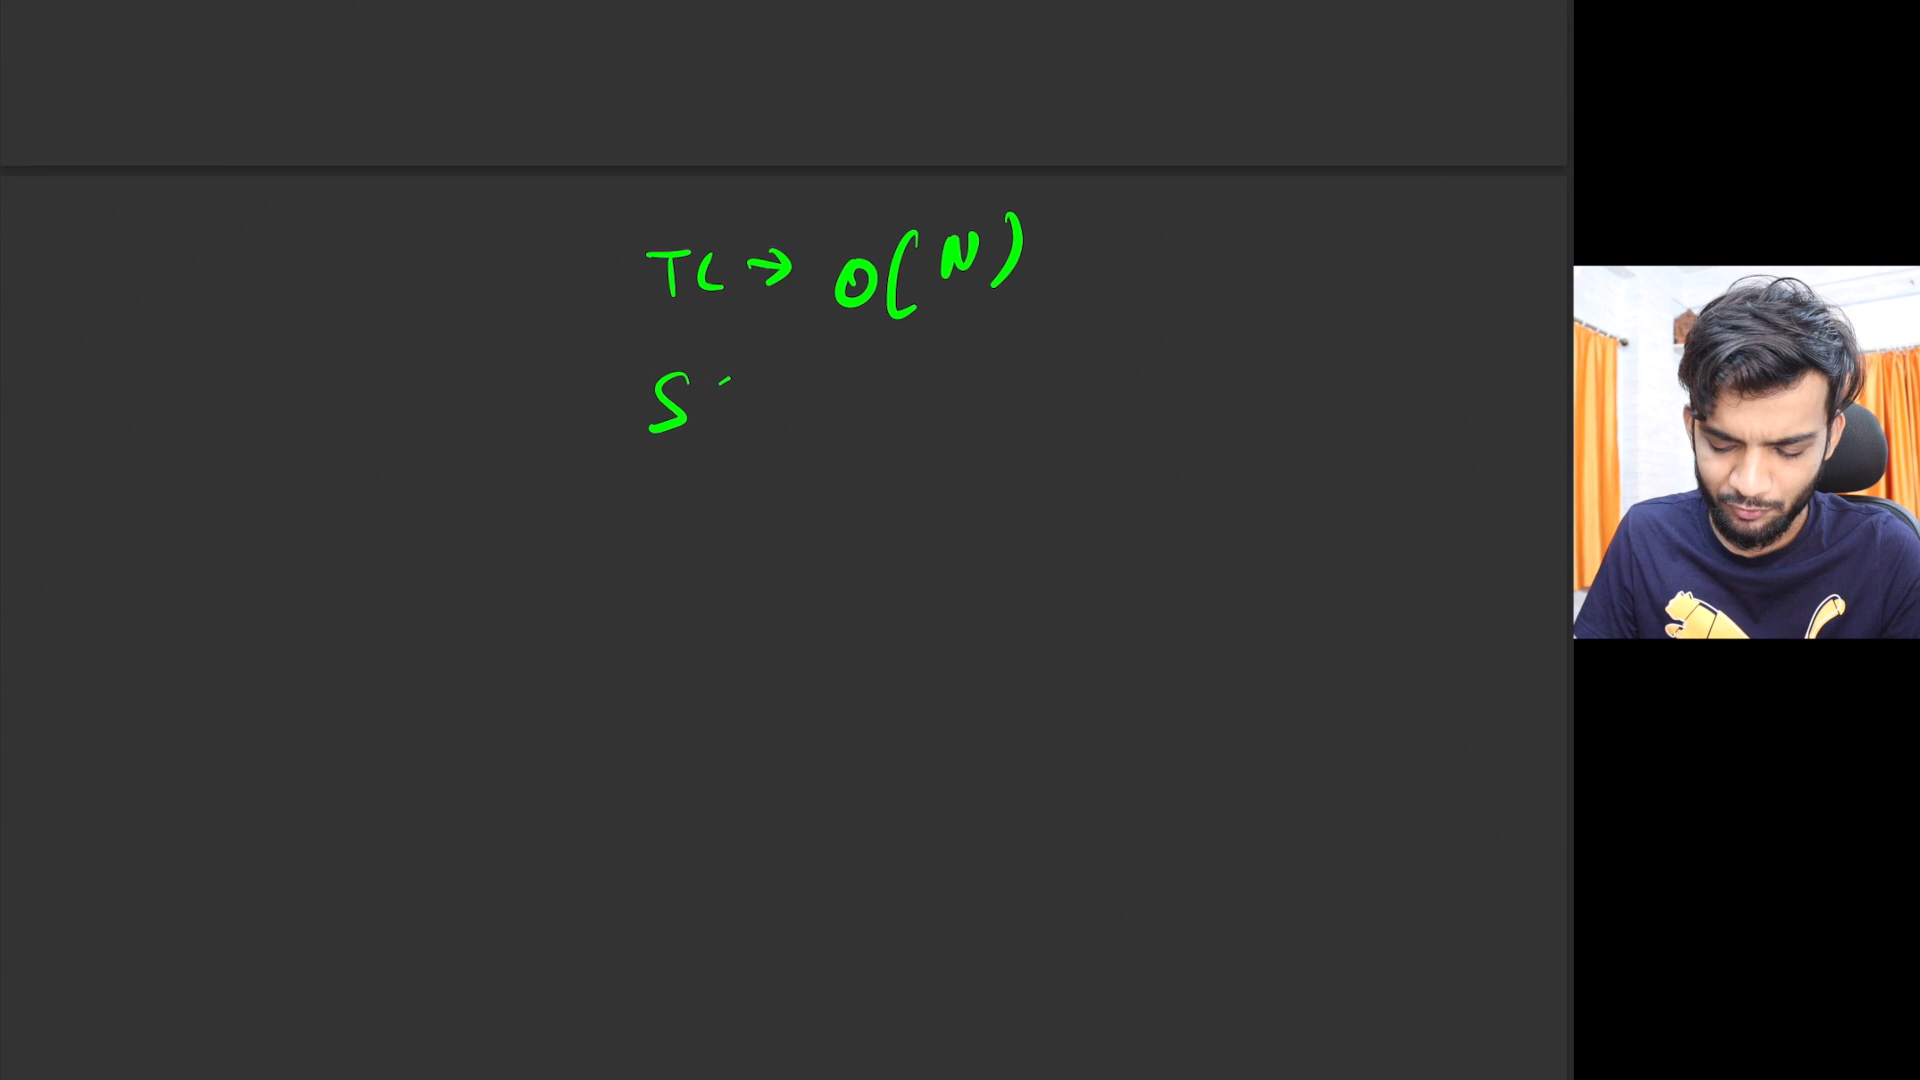 TC → O(N)
S